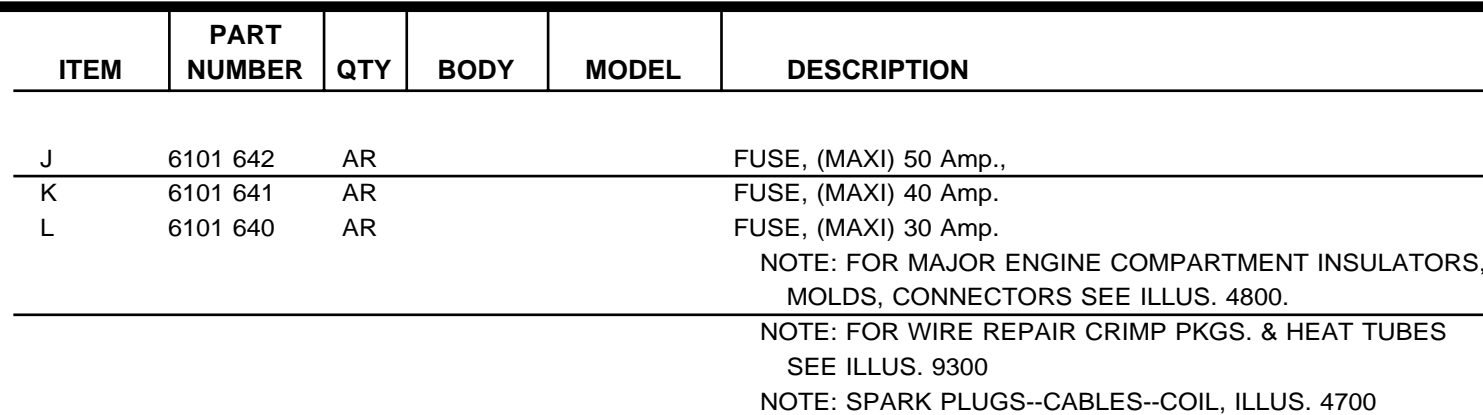 PART
ITEM NUMBER QTY BODY MODEL DESCRIPTION
J 6101 642 AR FUSE, (MAXI) 50 Amp.,
K 6101 641 AR FUSE, (MAXI) 40 Amp.
L 6101 640 AR FUSE, (MAXI) 30 Amp.
NOTE: FOR MAJOR ENGINE COMPARTMENT INSULATORS,
MOLDS, CONNECTORS SEE ILLUS. 4800.
NOTE: FOR WIRE REPAIR CRIMP PKGS. & HEAT TUBES
SEE ILLUS. 9300
NOTE: SPARK PLUGS--CABLES--COIL, ILLUS. 4700